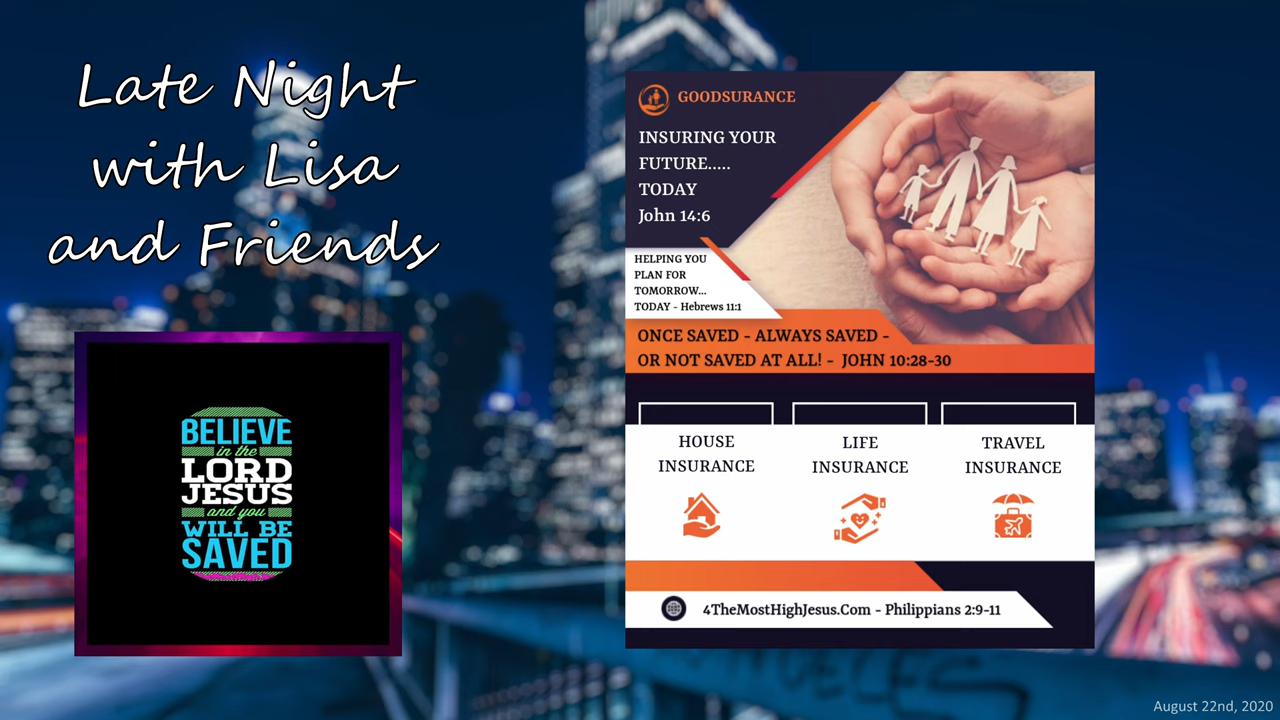 Late Night
with Lisa
and Friends
BELIEVE
in the
LORD
JESUS
and you
WILL BE
SAVED
GOODSURANCE
INSURING YOUR
FUTURE.....
TODAY
John 14:6
HELPING YOU
PLAN FOR
TOMORROW...
TODAY - Hebrews 11:1
ONCE SAVED - ALWAYS SAVED -
OR NOT SAVED AT ALL! - JOHN 10:28-30
HOUSE
INSURANCE
LIFE
INSURANCE
TRAVEL
INSURANCE
4TheMostHighJesus.Com - Philippians 2:9-11
August 22nd, 2020